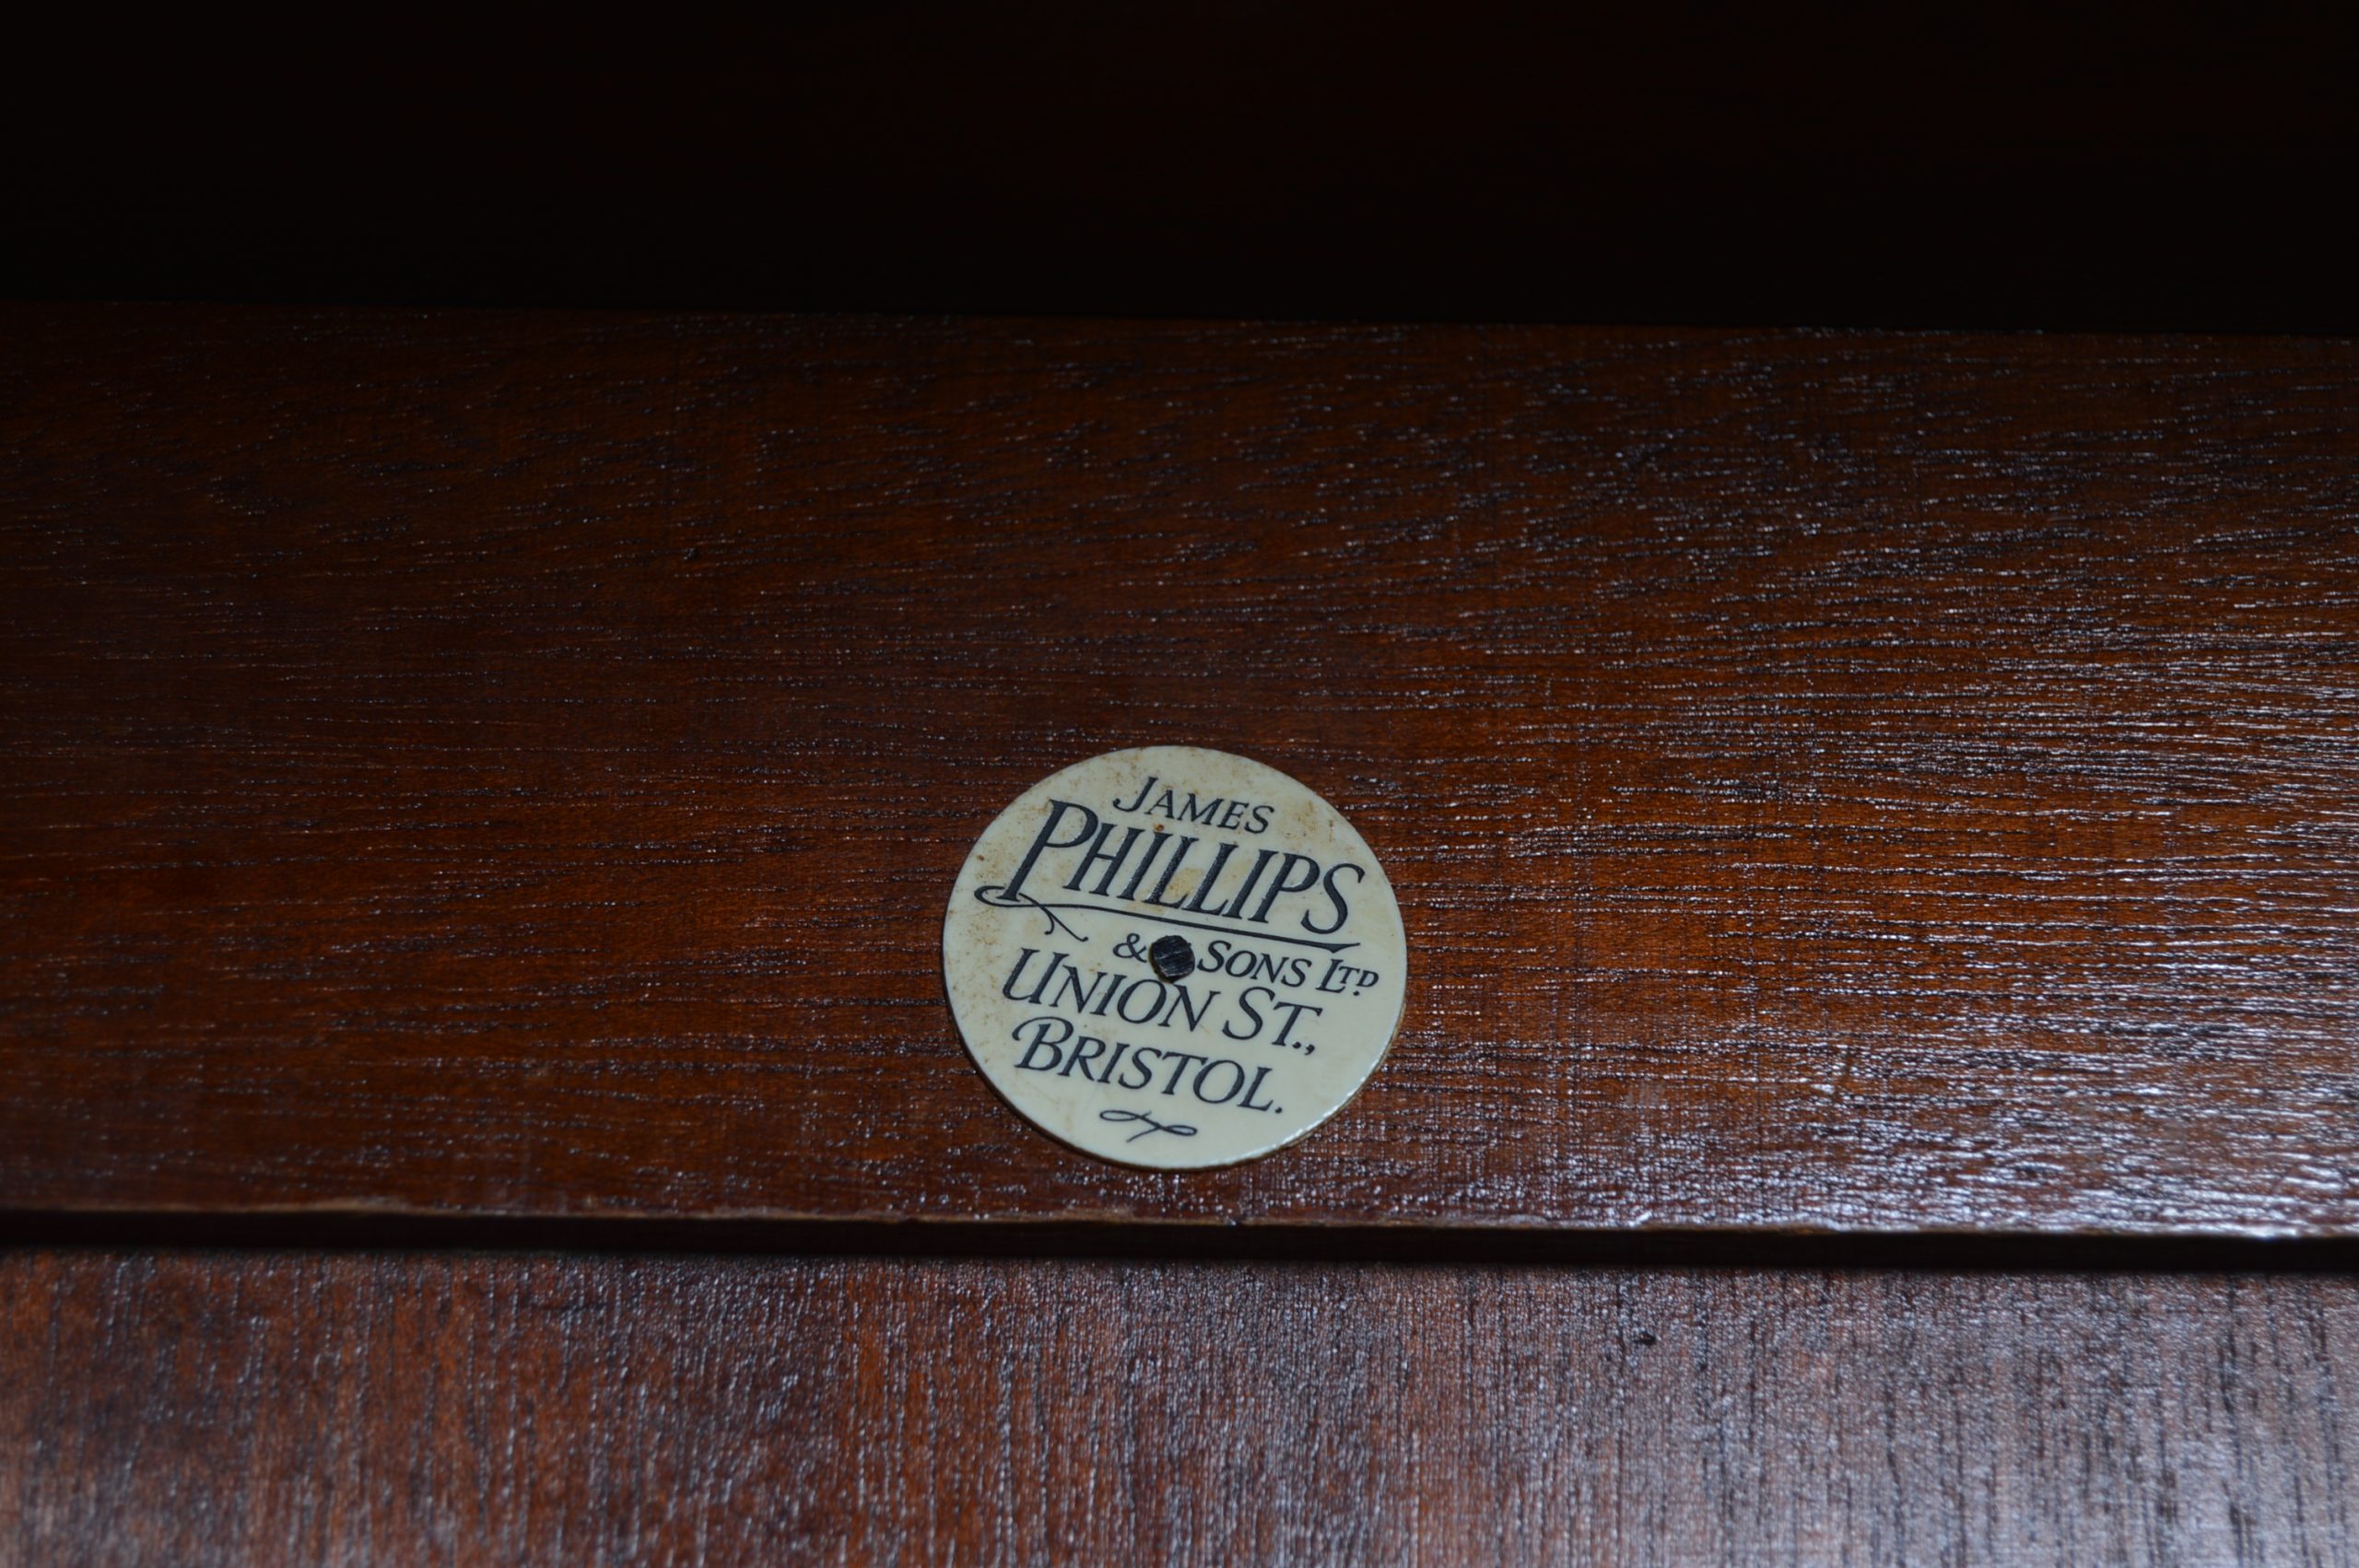 JAMES
PHILLIPS
& SONS LTD
UNION ST.,
BRISTOL.